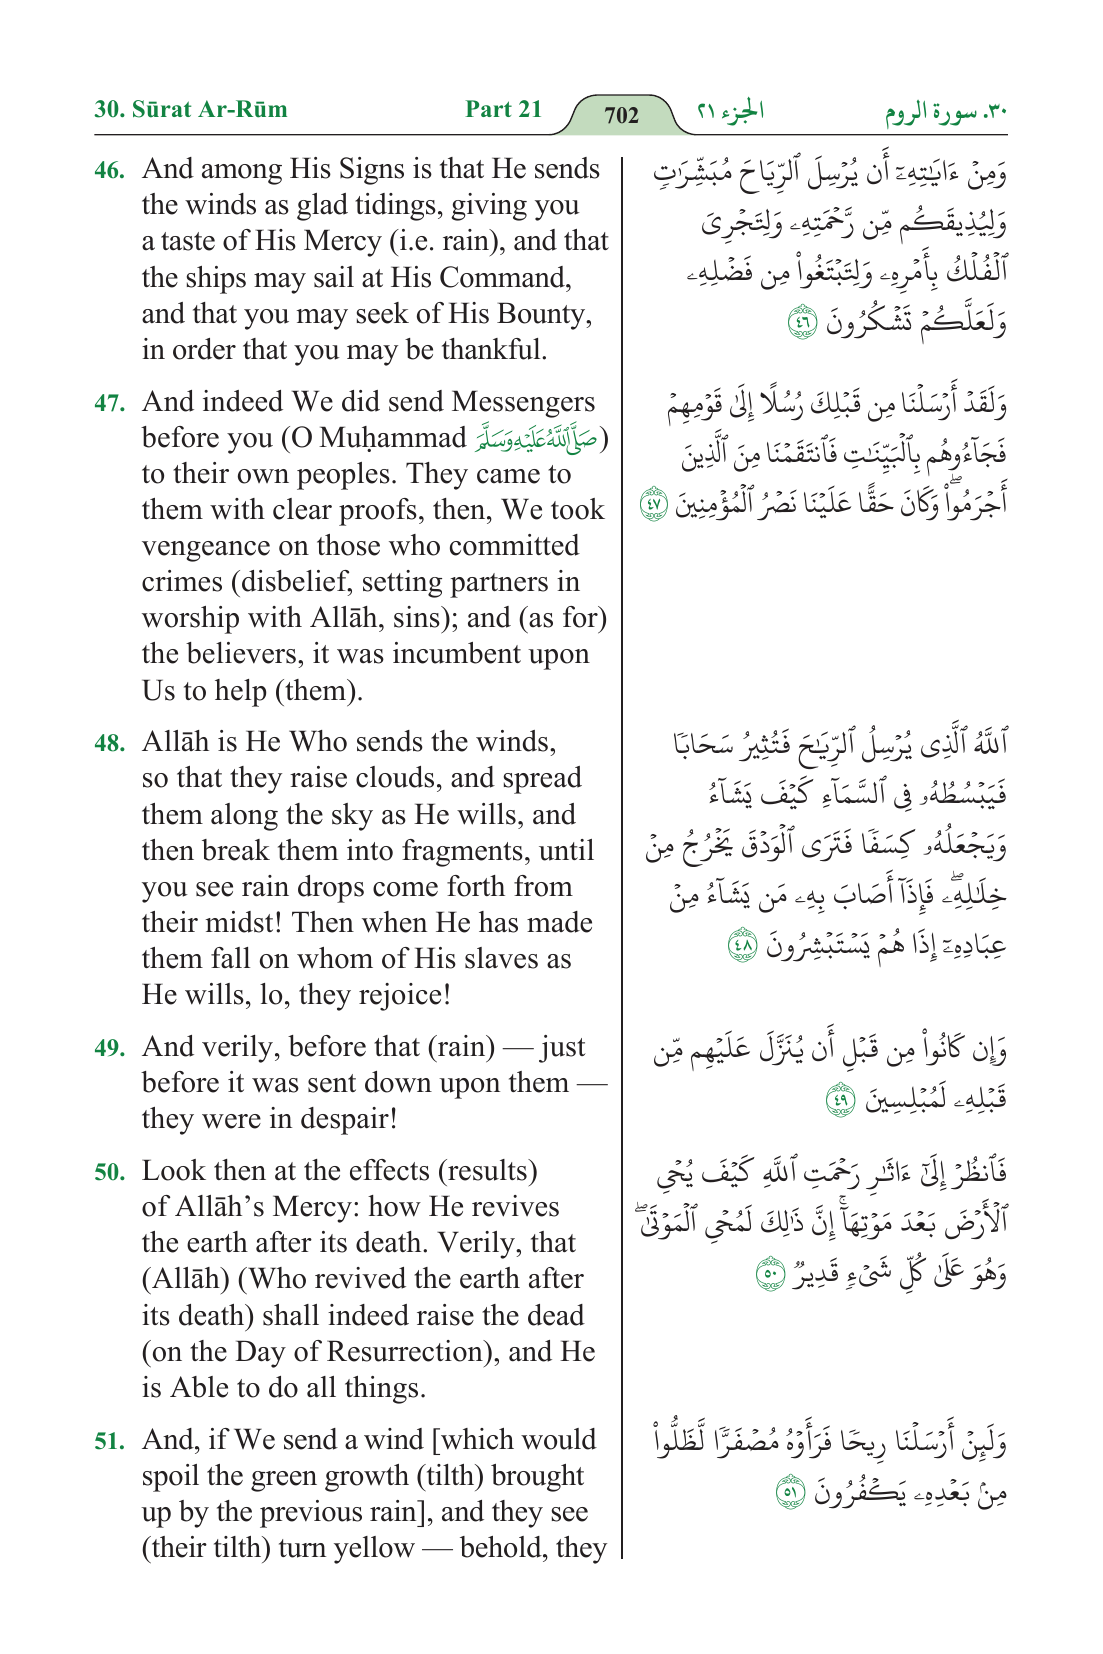 30. Sūrat Ar-Rūm
Part 21
702
الجزء ٢١
٣٠. سورة الروم
46. And among His Signs is that He sends
the winds as glad tidings, giving you
a taste of His Mercy (i.e. rain), and that
the ships may sail at His Command,
and that you may seek of His Bounty,
in order that you may be thankful.
وَمِنْ ءَايَـٰتِهِۦٓ أَن يُرْسِلَ ٱلرِّيَاحَ مُبَشِّرَٰتٍ
وَلِيُذِيقَكُم مِّن رَّحْمَتِهِۦ وَلِتَجْرِىَ
ٱلْفُلْكُ بِأَمْرِهِۦ وَلِتَبْتَغُوا۟ مِن فَضْلِهِۦ
وَلَعَلَّكُمْ تَشْكُرُونَ ٤٦
47. And indeed We did send Messengers
before you (O Muḥammad صَلَّى ٱللَّهُ عَلَيْهِ وَسَلَّمَ)
to their own peoples. They came to
them with clear proofs, then, We took
vengeance on those who committed
crimes (disbelief, setting partners in
worship with Allāh, sins); and (as for)
the believers, it was incumbent upon
Us to help (them).
وَلَقَدْ أَرْسَلْنَا مِن قَبْلِكَ رُسُلًا إِلَىٰ قَوْمِهِمْ
فَجَآءُوهُم بِٱلْبَيِّنَـٰتِ فَٱنتَقَمْنَا مِنَ ٱلَّذِينَ
أَجْرَمُوا۟ ۖ وَكَانَ حَقًّا عَلَيْنَا نَصْرُ ٱلْمُؤْمِنِينَ ٤٧
48. Allāh is He Who sends the winds,
so that they raise clouds, and spread
them along the sky as He wills, and
then break them into fragments, until
you see rain drops come forth from
their midst! Then when He has made
them fall on whom of His slaves as
He wills, lo, they rejoice!
ٱللَّهُ ٱلَّذِى يُرْسِلُ ٱلرِّيَـٰحَ فَتُثِيرُ سَحَابًا
فَيَبْسُطُهُۥ فِى ٱلسَّمَآءِ كَيْفَ يَشَآءُ
وَيَجْعَلُهُۥ كِسَفًا فَتَرَى ٱلْوَدْقَ يَخْرُجُ مِنْ
خِلَـٰلِهِۦ ۖ فَإِذَآ أَصَابَ بِهِۦ مَن يَشَآءُ مِنْ
عِبَادِهِۦٓ إِذَا هُمْ يَسْتَبْشِرُونَ ٤٨
49. And verily, before that (rain) — just
before it was sent down upon them —
they were in despair!
وَإِن كَانُوا۟ مِن قَبْلِ أَن يُنَزَّلَ عَلَيْهِم مِّن
قَبْلِهِۦ لَمُبْلِسِينَ ٤٩
50. Look then at the effects (results)
of Allāh’s Mercy: how He revives
the earth after its death. Verily, that
(Allāh) (Who revived the earth after
its death) shall indeed raise the dead
(on the Day of Resurrection), and He
is Able to do all things.
فَٱنظُرْ إِلَىٰٓ ءَاثَـٰرِ رَحْمَتِ ٱللَّهِ كَيْفَ يُحْىِ
ٱلْأَرْضَ بَعْدَ مَوْتِهَآ ۚ إِنَّ ذَٰلِكَ لَمُحْىِ ٱلْمَوْتَىٰ ۖ
وَهُوَ عَلَىٰ كُلِّ شَىْءٍ قَدِيرٌ ٥٠
51. And, if We send a wind [which would
spoil the green growth (tilth) brought
up by the previous rain], and they see
(their tilth) turn yellow — behold, they
وَلَئِنْ أَرْسَلْنَا رِيحًا فَرَأَوْهُ مُصْفَرًّا لَّظَلُّوا۟
مِنۢ بَعْدِهِۦ يَكْفُرُونَ ٥١